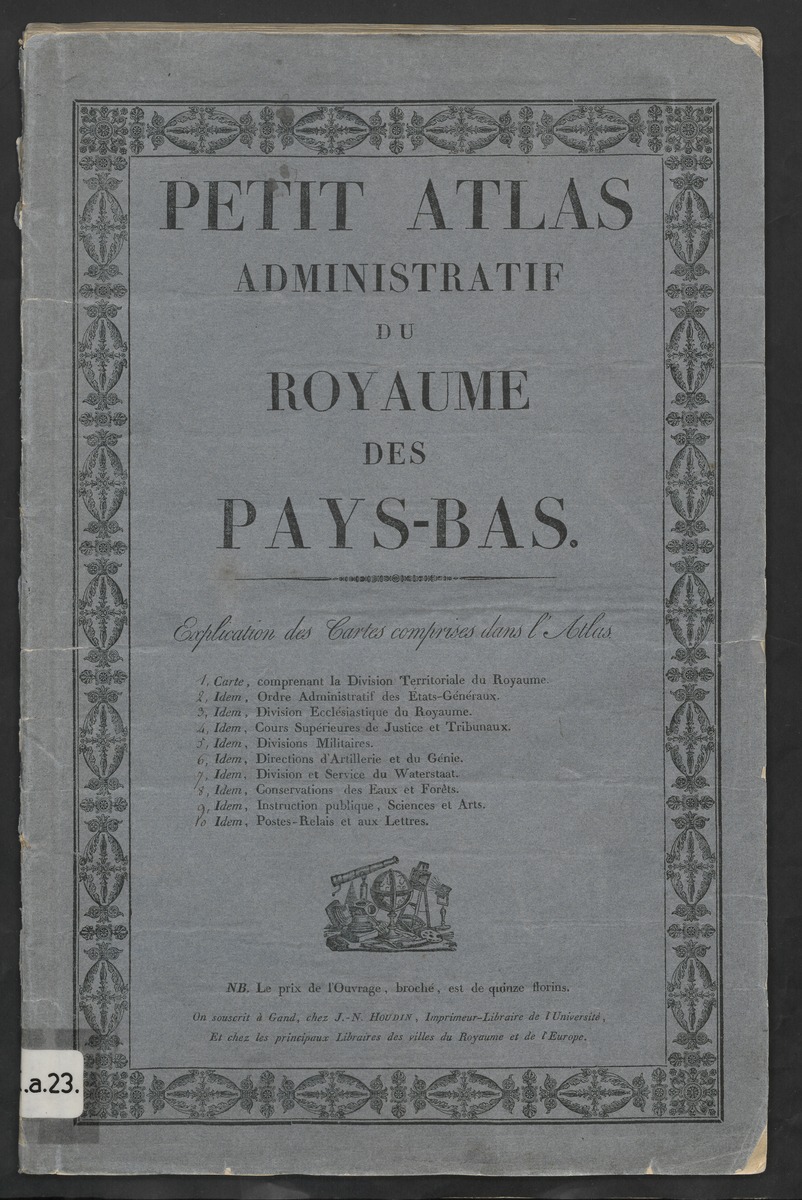 PETIT ATLAS
ADMINISTRATIF
DU
ROYAUME
DES
PAYS-BAS.
Explication des Cartes comprises dans l'Atlas
1, Carte, comprenant la Division Territoriale du Royaume.
2, Idem, Ordre Administratif des États-Généraux.
3, Idem, Division Ecclésiastique du Royaume.
4, Idem, Cours Supérieures de Justice et Tribunaux.
5, Idem, Divisions Militaires.
6, Idem, Directions d'Artillerie et du Génie.
7, Idem, Division et Service du Waterstaat.
8, Idem, Conservations des Eaux et Forêts.
9, Idem, Instruction publique, Sciences et Arts.
10 Idem, Postes-Relais et aux Lettres.
NB. Le prix de l'Ouvrage, broché, est de quinze florins.
On souscrit à Gand, chez J.-N. HOUDIN, Imprimeur-Libraire de l'Université,
Et chez les principaux Libraires des villes du Royaume et de l'Europe.
.a.23.